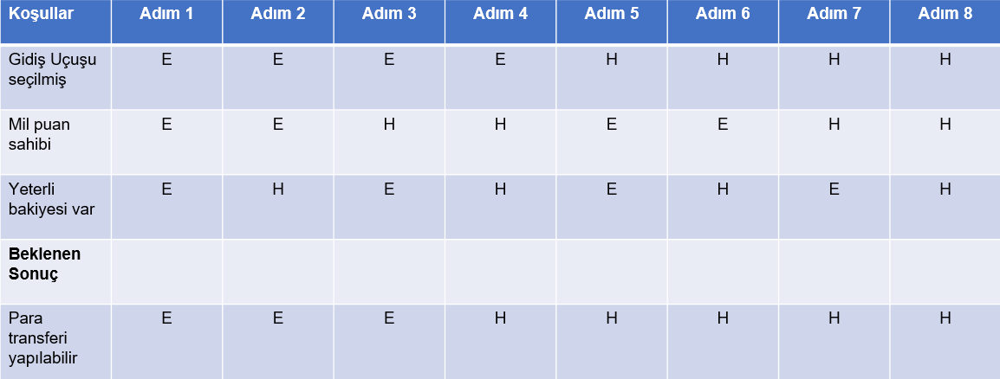 Koşullar Adım 1 Adım 2 Adım 3 Adım 4 Adım 5 Adım 6 Adım 7 Adım 8
Gidiş Uçuşu E E E E H H H H
seçilmiş
Mil puan E E H H E E H H
sahibi
Yeterli E H E H E H E H
bakiyesi var
Beklenen
Sonuç
Para E E E H H H H H
transferi
yapılabilir